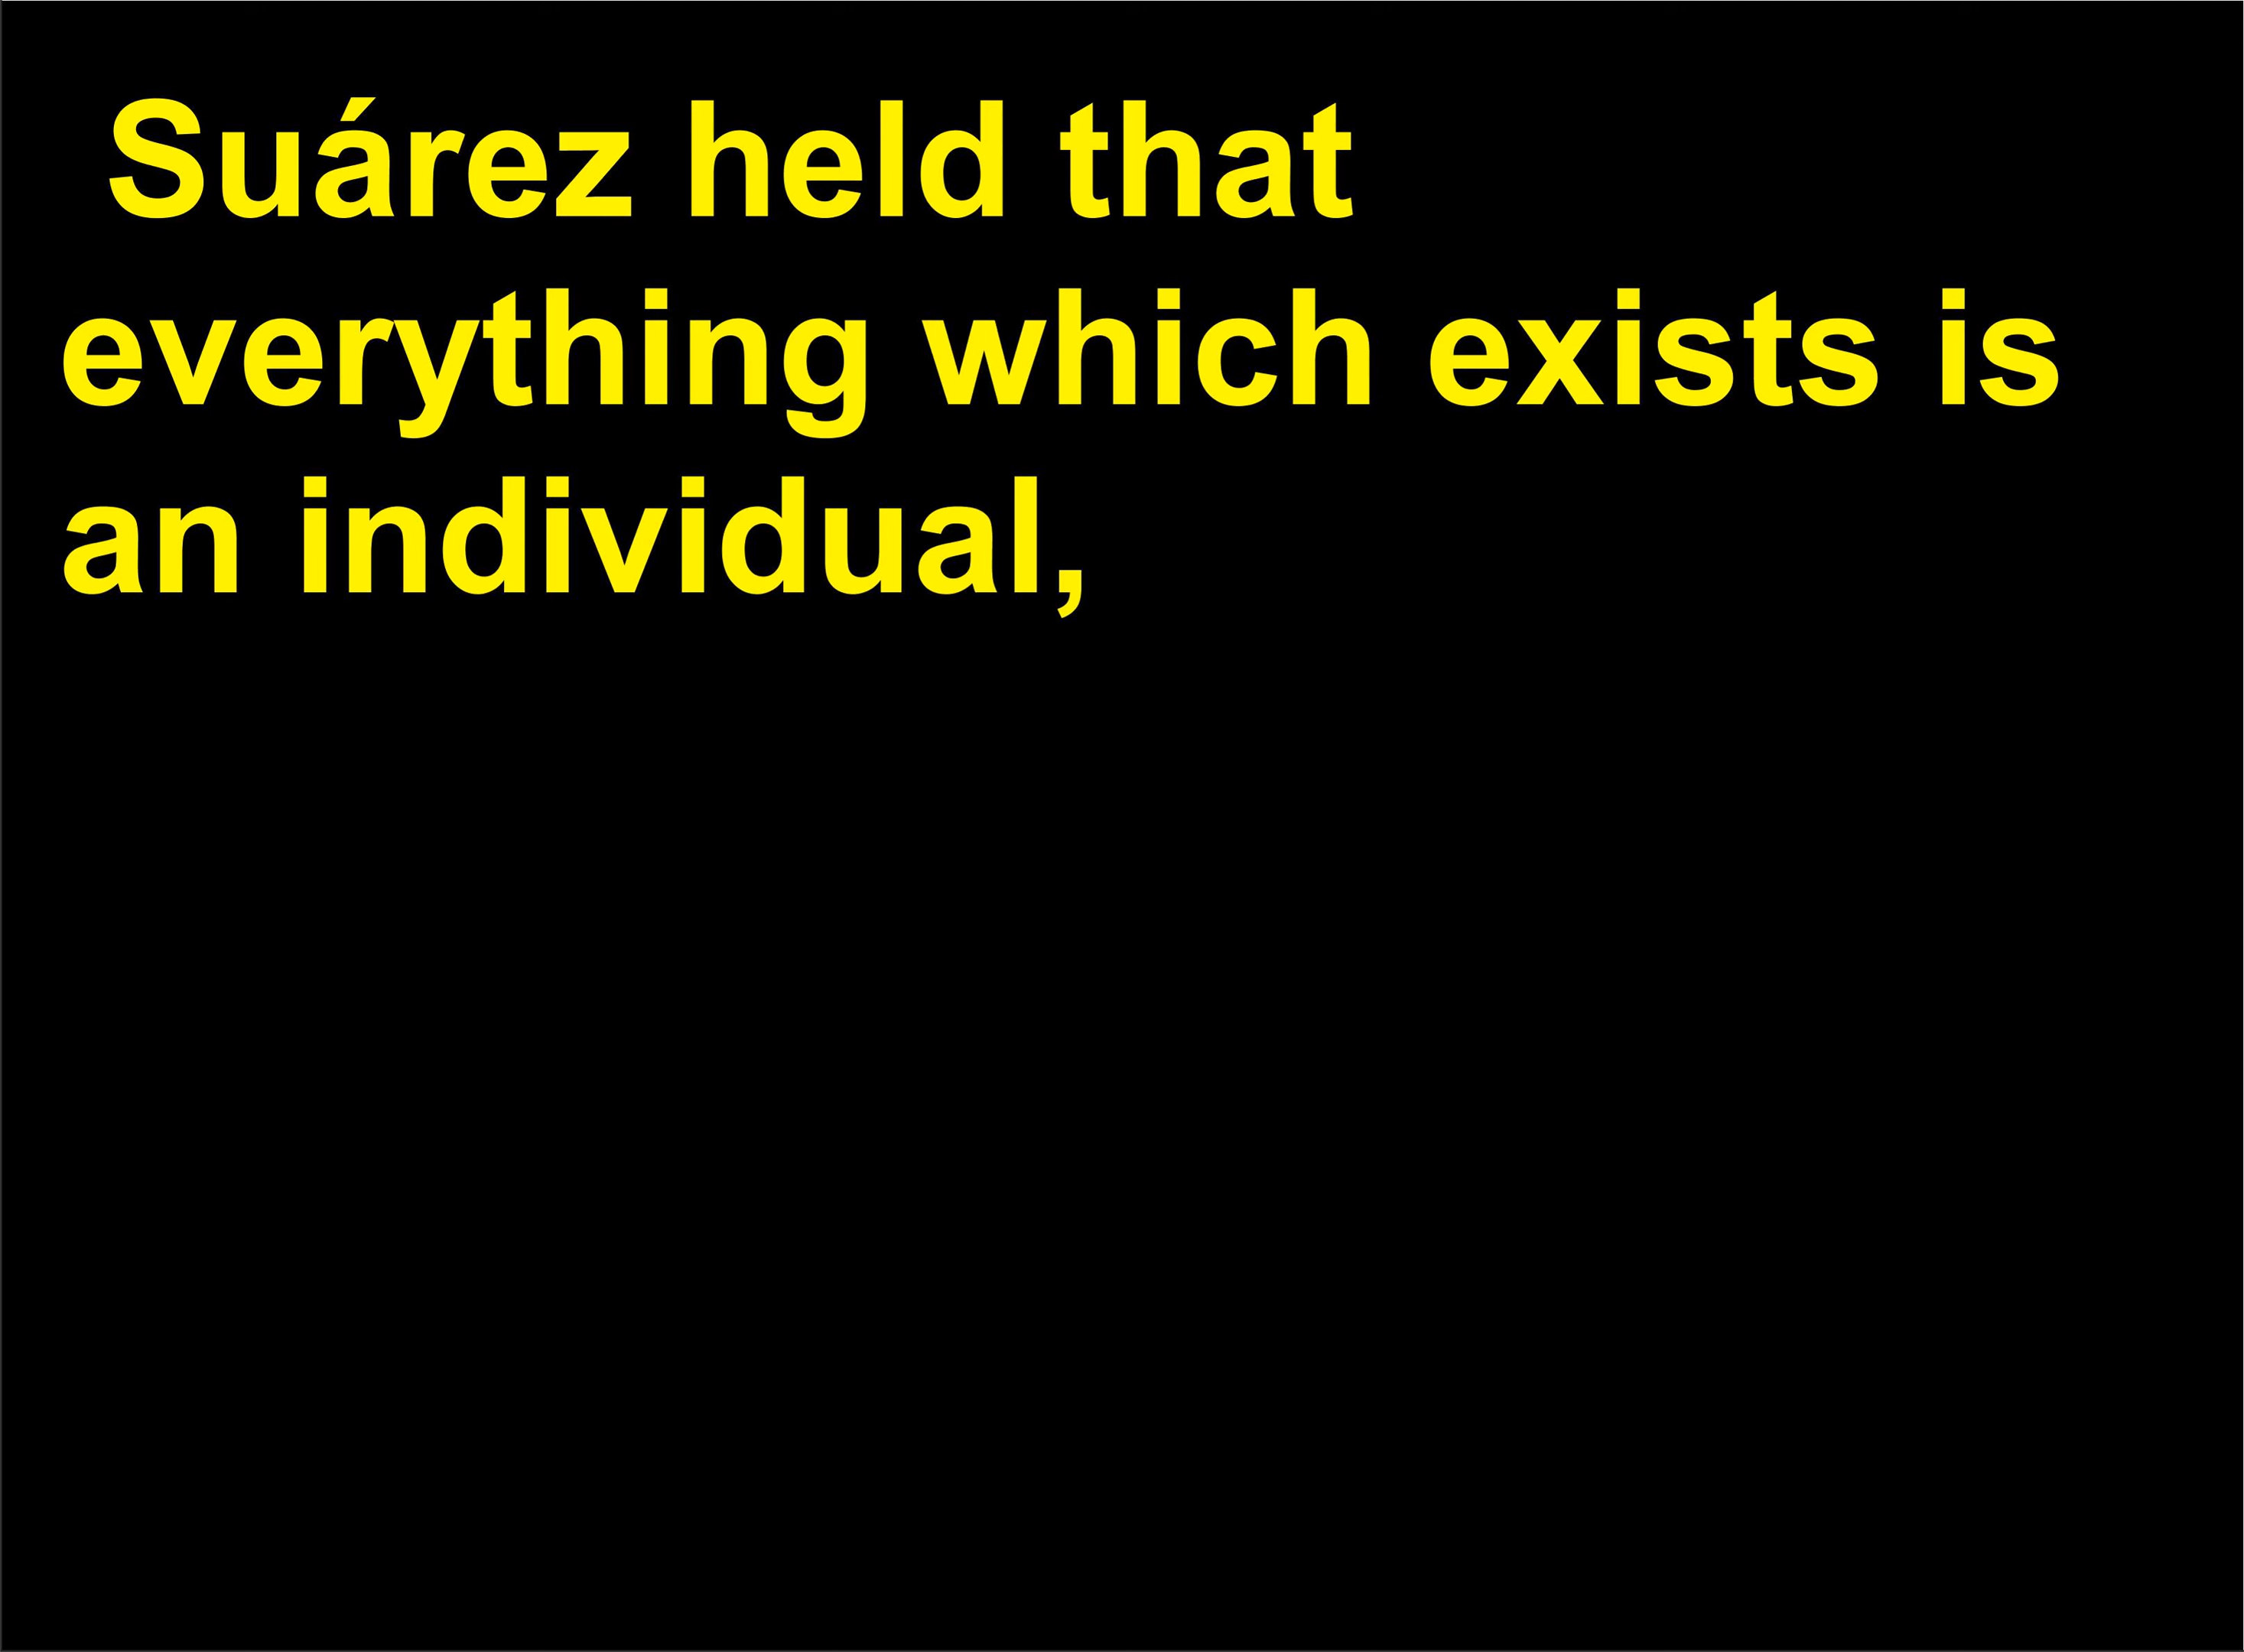 Suárez held that
everything which exists is
an individual,